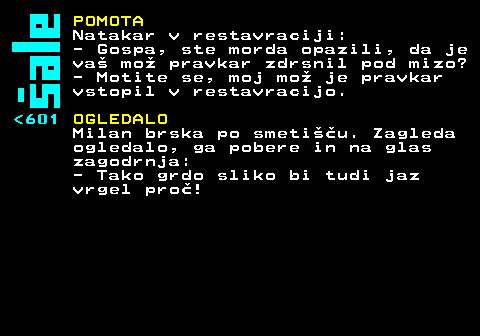 Šale
POMOTA
Natakar v restavraciji:
- Gospa, ste morda opazili, da je
vaš mož pravkar zdrsnil pod mizo?
- Motite se, moj mož je pravkar
vstopil v restavracijo.
<601 OGLEDALO
Milan brska po smetišču. Zagleda
ogledalo, ga pobere in na glas
zagodrnja:
- Tako grdo sliko bi tudi jaz
vrgel proč!